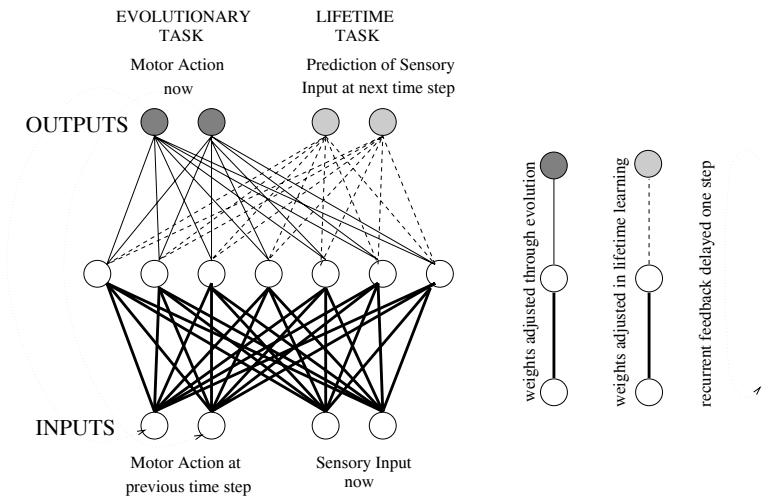 EVOLUTIONARY
TASK
LIFETIME
TASK
Motor Action
now
Prediction of Sensory
Input at next time step
OUTPUTS
INPUTS
Motor Action at
previous time step
Sensory Input
now
weights adjusted through evolution
weights adjusted in lifetime learning
recurrent feedback delayed one step